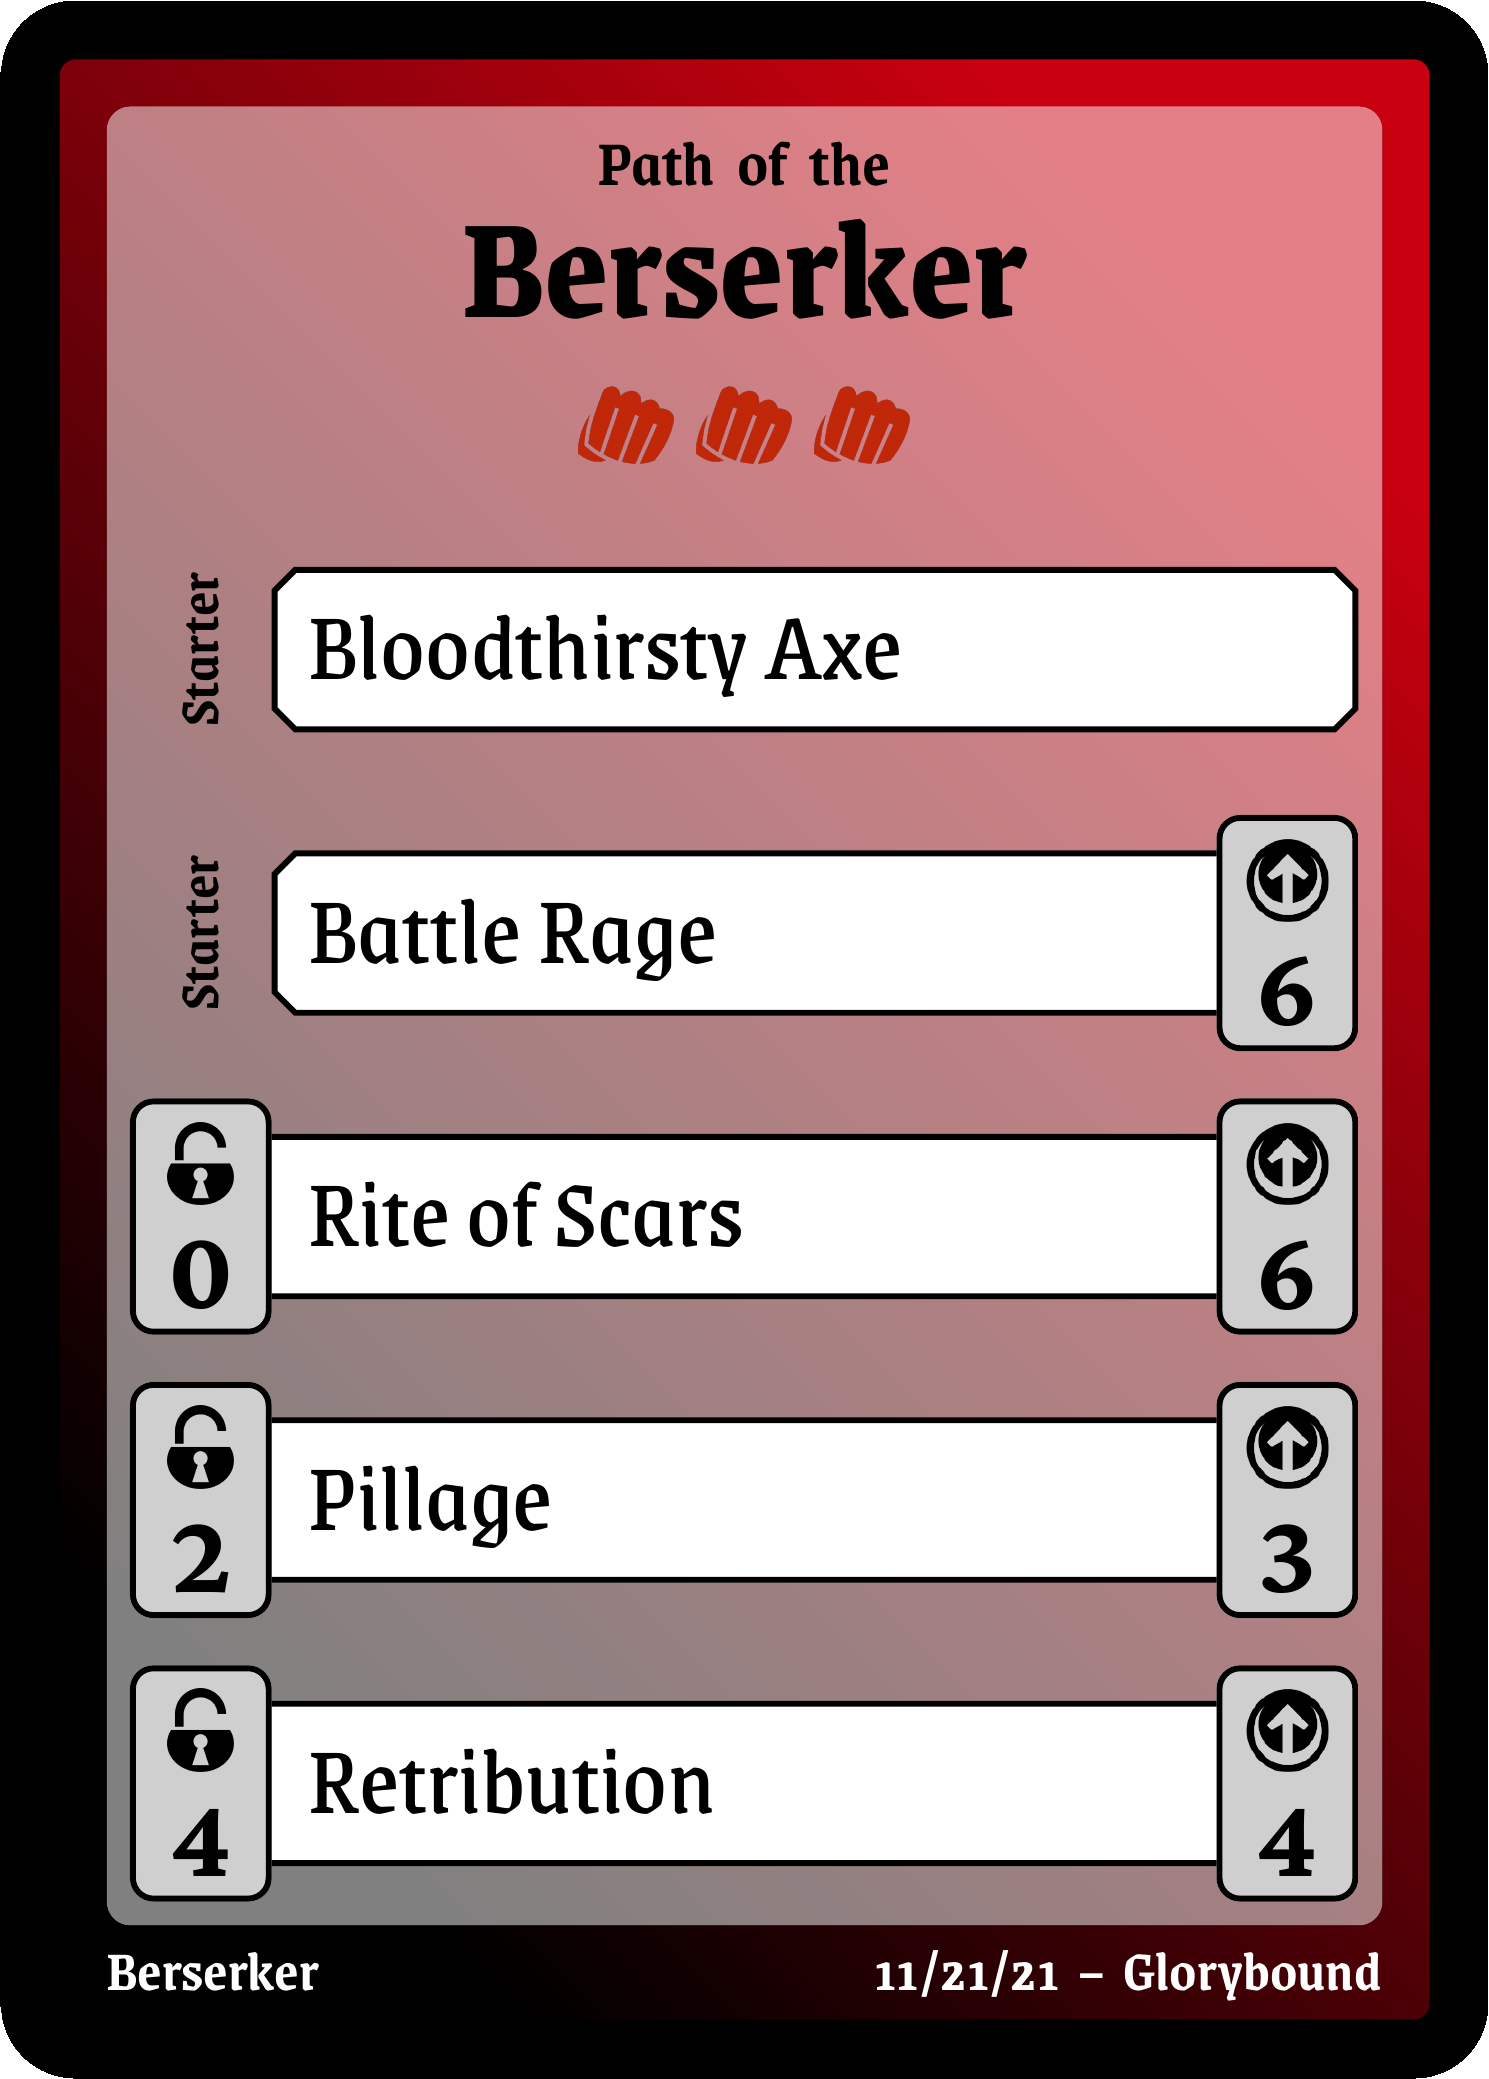 Path of the
Berserker
Starter
Bloodthirsty Axe
Starter
Battle Rage
6
0
Rite of Scars
6
2
Pillage
3
4
Retribution
4
Berserker
11/21/21 – Glorybound